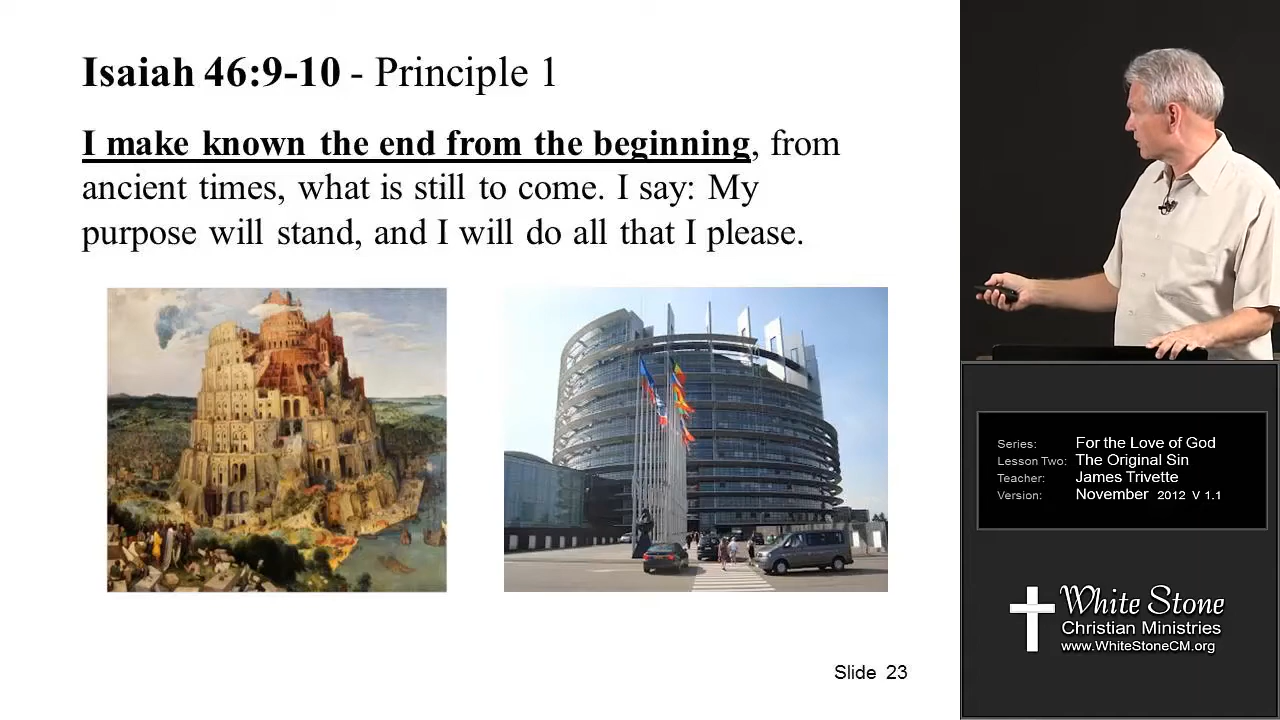 Isaiah 46:9-10 - Principle 1
I make known the end from the beginning, from
ancient times, what is still to come. I say: My
purpose will stand, and I will do all that I please.
Slide 23
Series: For the Love of God
Lesson Two: The Original Sin
Teacher: James Trivette
Version: November 2012 V 1.1
White Stone
Christian Ministries
www.WhiteStoneCM.org